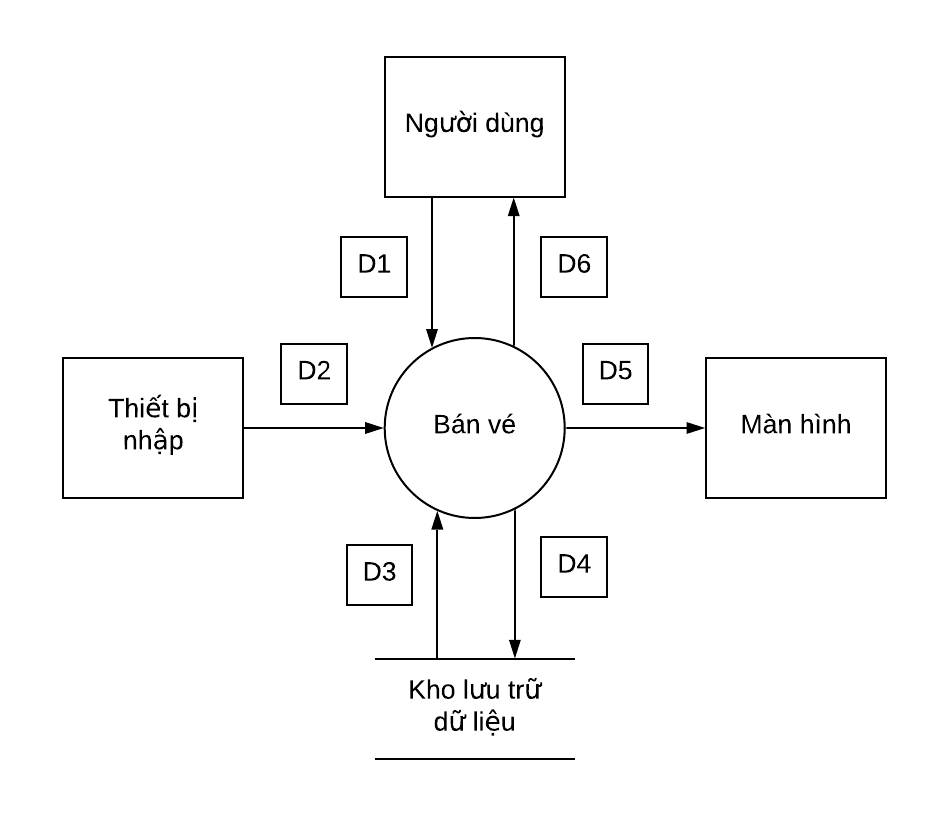 Người dùng
D1
D6
D2
D5
Thiết bị
nhập
Bán vé
Màn hình
D3
D4
Kho lưu trữ
dữ liệu